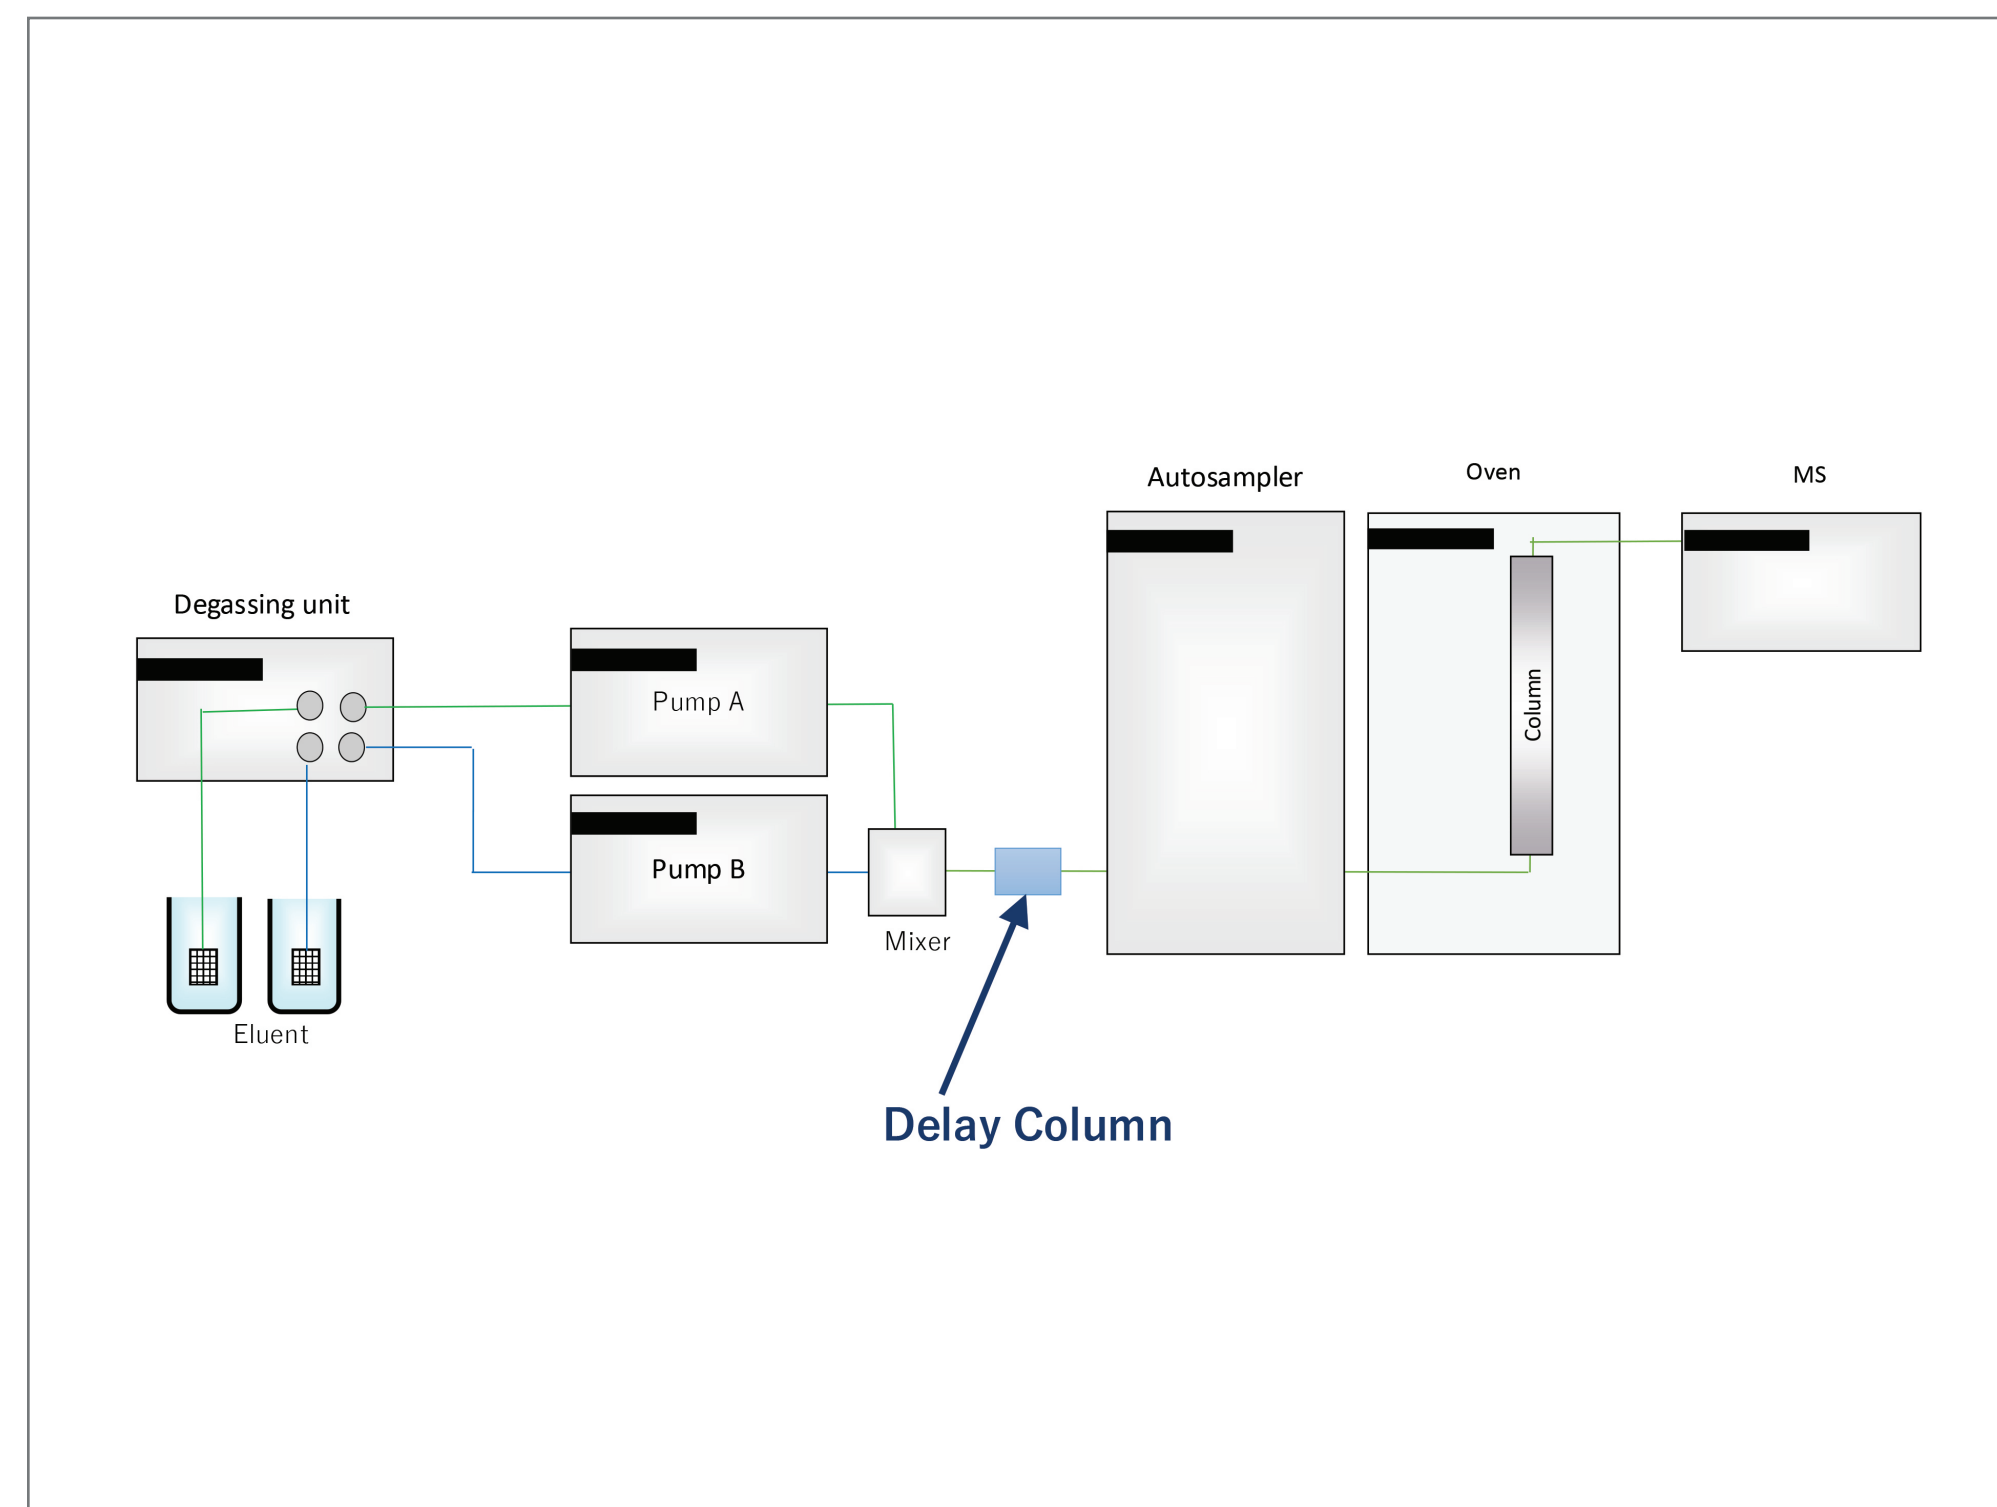 Autosampler
Oven
MS
Degassing unit
Pump A
Column
Pump B
Mixer
Eluent
Delay Column